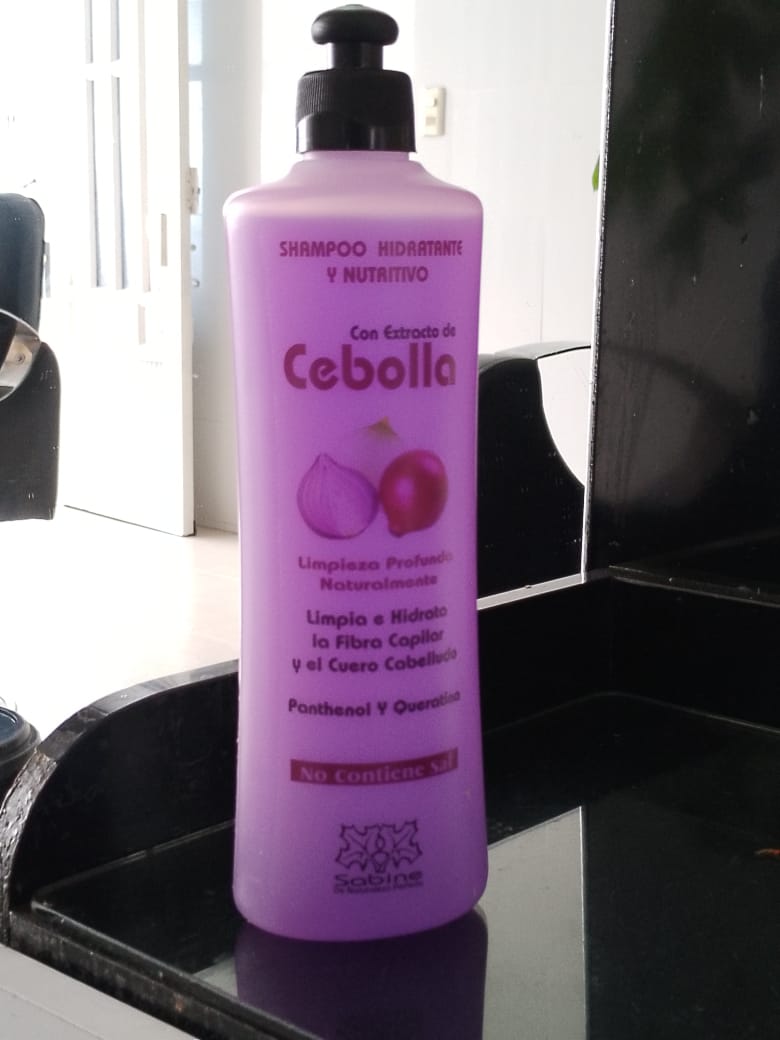 SHAMPOO HIDRATANTE
Y NUTRITIVO
Con Extracto de
Cebolla
Limpieza Profunda
Naturalmente
Limpia e Hidrata
la Fibra Capilar
y el Cuero Cabelludo
Panthenol Y Queratina
No Contiene Sal
Sabine